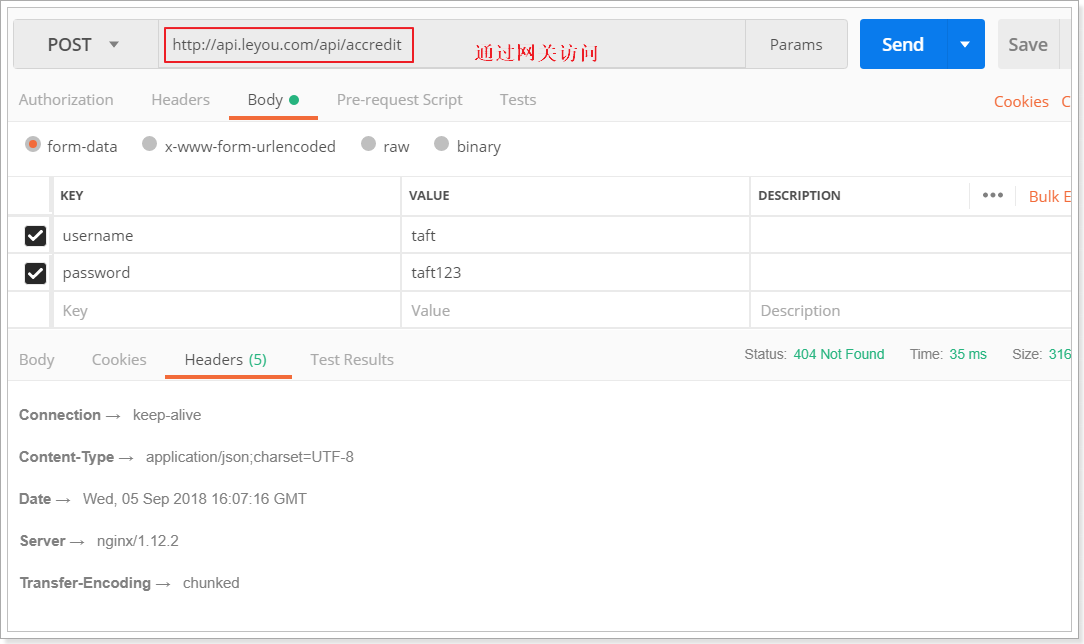 POST http://api.leyou.com/api/accredit 通过网关访问 Params Send Save
Authorization Headers Body Pre-request Script Tests Cookies C
form-data x-www-form-urlencoded raw binary
KEY VALUE DESCRIPTION ••• Bulk E
username taft
password taft123
Key Value Description
Body Cookies Headers (5) Test Results Status: 404 Not Found Time: 35 ms Size: 316
Connection → keep-alive
Content-Type → application/json;charset=UTF-8
Date → Wed, 05 Sep 2018 16:07:16 GMT
Server → nginx/1.12.2
Transfer-Encoding → chunked